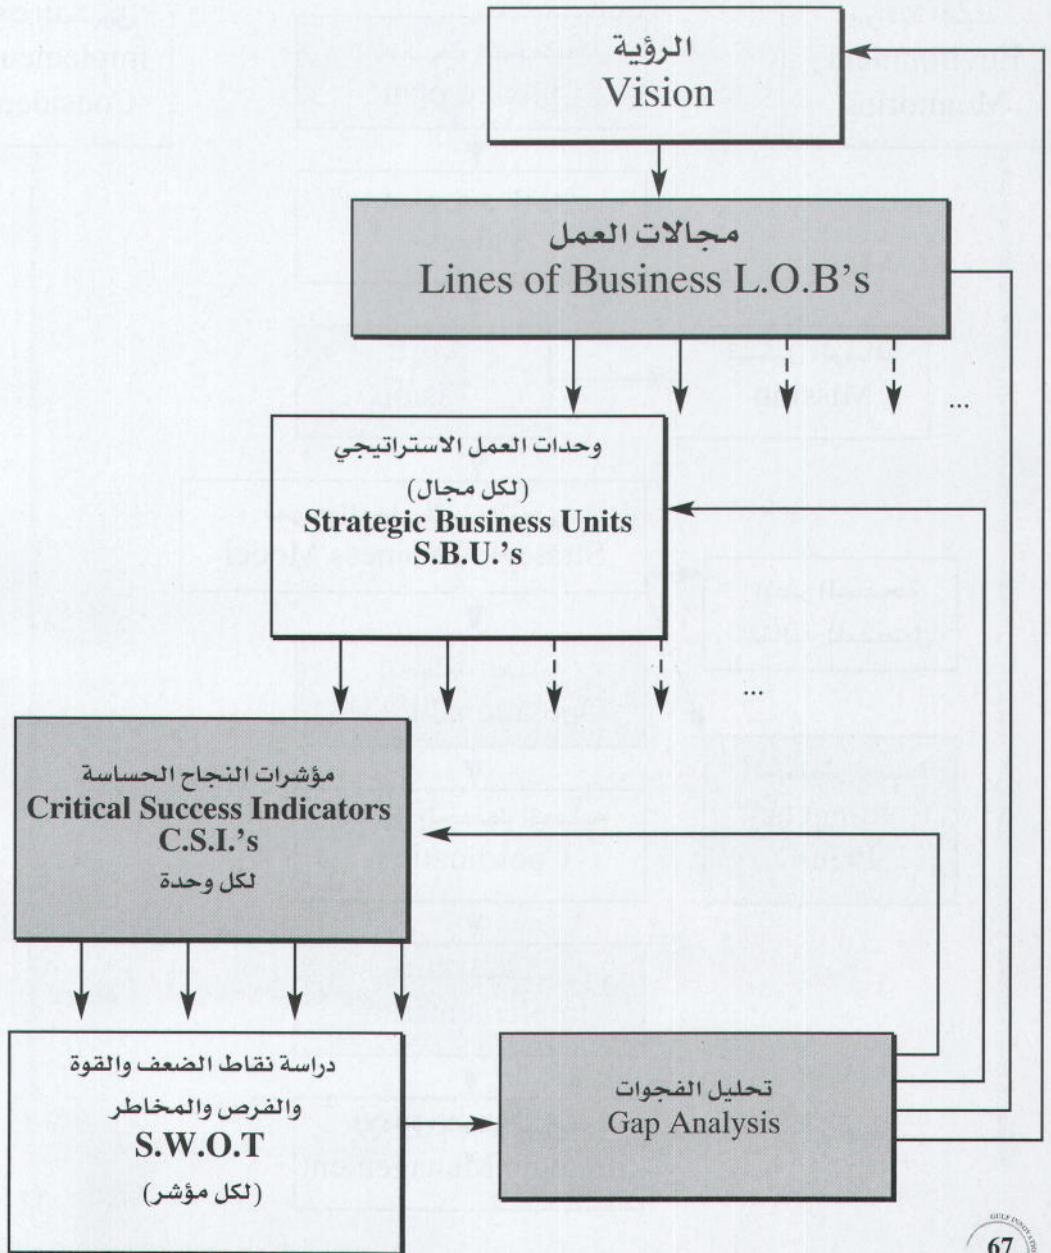 الرؤية
Vision
مجالات العمل
Lines of Business L.O.B's
...
وحدات العمل الاستراتيجي
(لكل مجال)
Strategic Business Units
S.B.U.'s
...
مؤشرات النجاح الحساسة
Critical Success Indicators
C.S.I.'s
لكل وحدة
دراسة نقاط الضعف والقوة
والفرص والمخاطر
S.W.O.T
(لكل مؤشر)
تحليل الفجوات
Gap Analysis
67